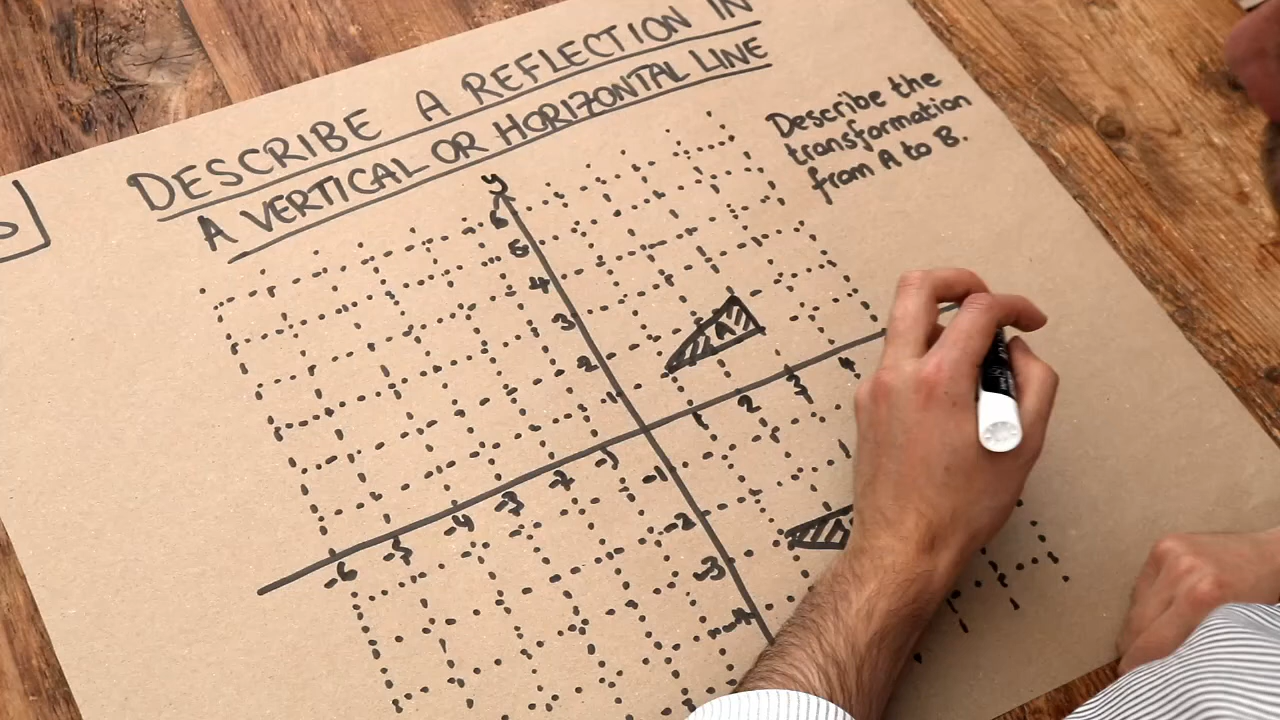 DESCRIBE A REFLECTION IN
A VERTICAL OR HORIZONTAL LINE
Describe the
transformation
from A to B.
y
6
5
4
3
2
1
A
-6
-5
-4
-3
-2
-1
1
2
3
4
-1
-2
-3
-4